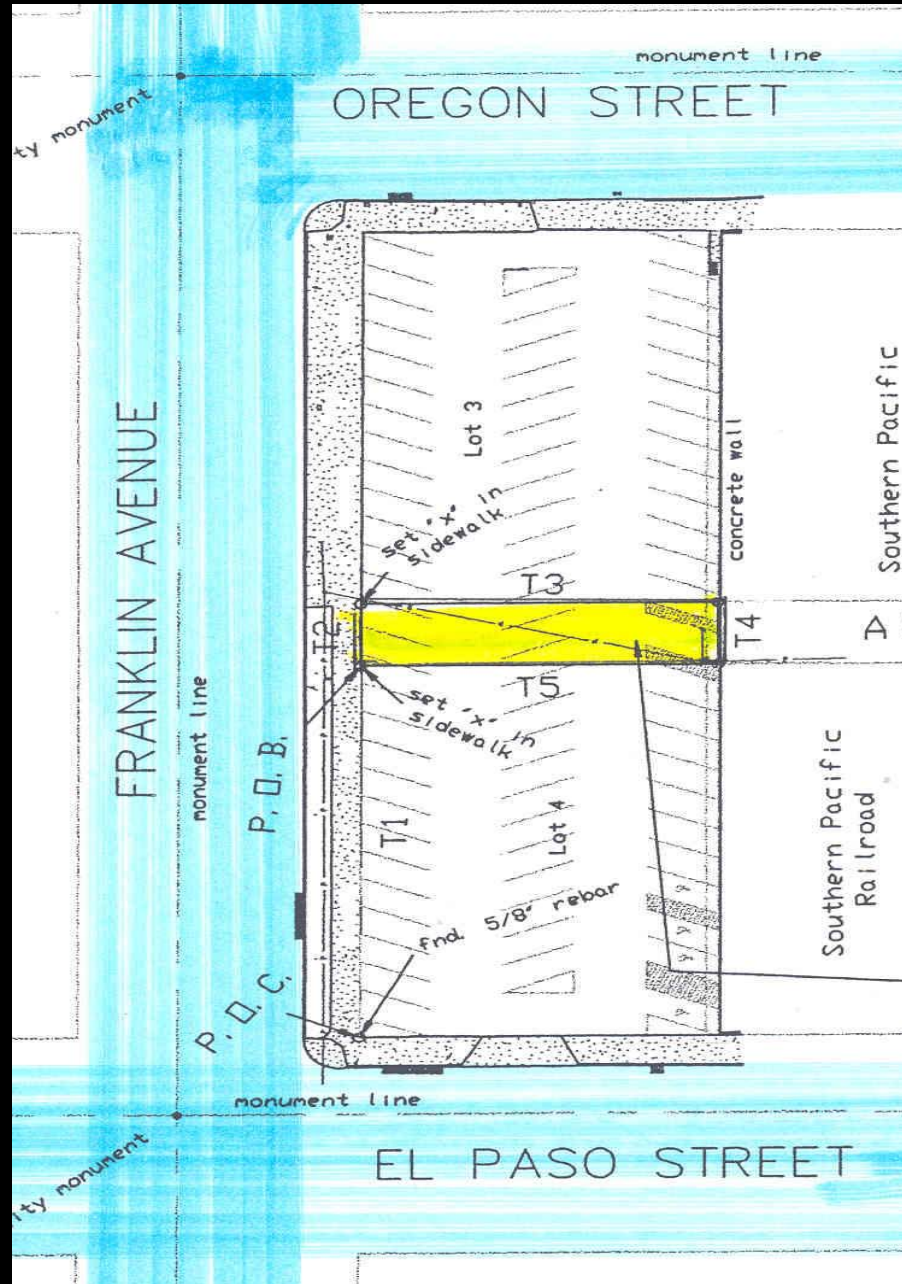 monument line
OREGON STREET
ty monument
FRANKLIN AVENUE
monument line
Lot 3
set "x" in
sidewalk
concrete wall
Southern Pacific
T3
T2
T4
A
T5
set "x" in
sidewalk
P.O.B.
T1
Lot 4
Southern Pacific
Railroad
fnd. 5/8" rebar
P.O.C.
monument line
ity monument
EL PASO STREET